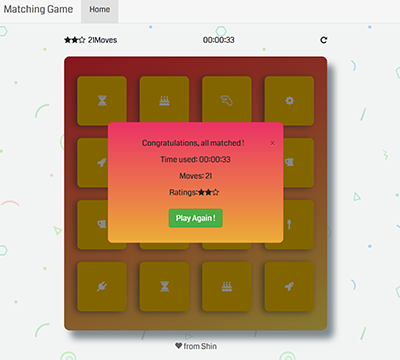 Matching Game Home
21Moves 00:00:33
Congratulations, all matched !
×
Time used: 00:00:33
Moves: 21
Ratings:
Play Again !
from Shin